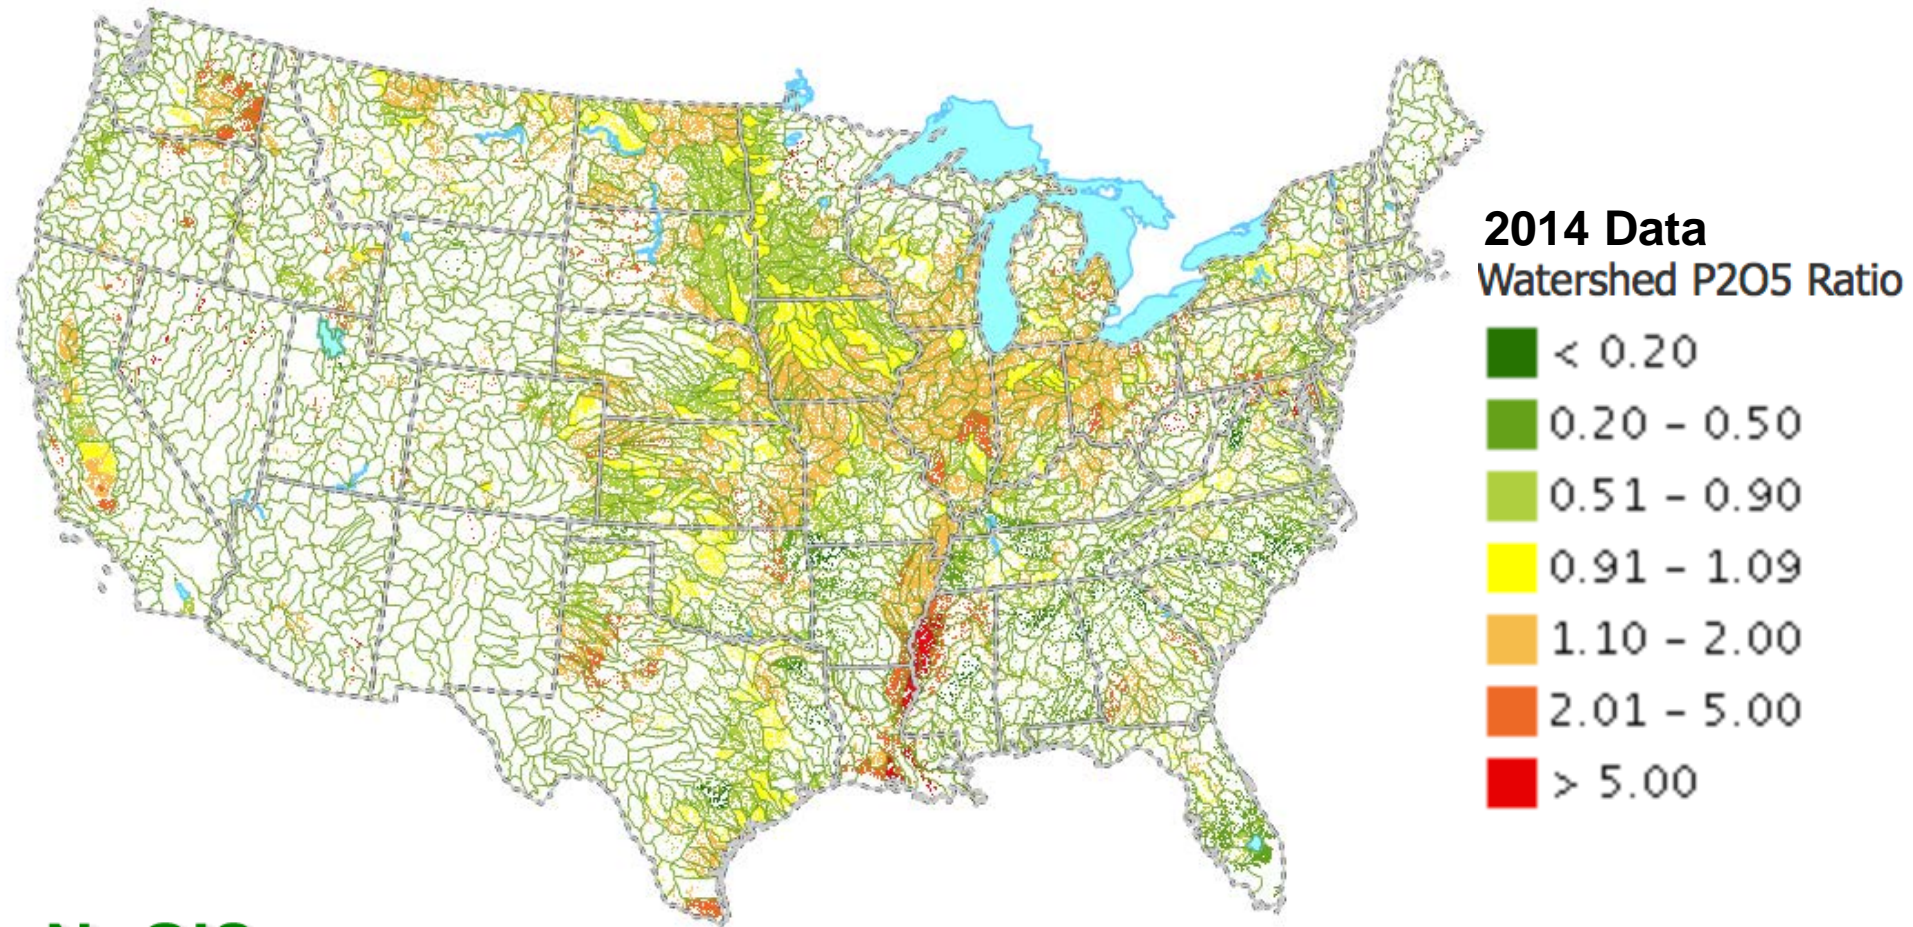 2014 Data
Watershed P2O5 Ratio
< 0.20
0.20 – 0.50
0.51 – 0.90
0.91 – 1.09
1.10 – 2.00
2.01 – 5.00
> 5.00